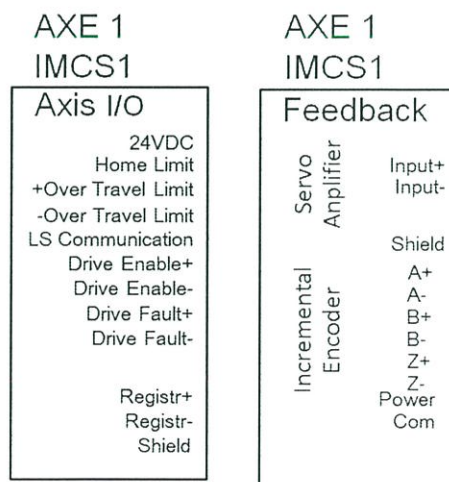 AXE 1
IMCS1
Axis I/O
24VDC
Home Limit
+Over Travel Limit
-Over Travel Limit
LS Communication
Drive Enable+
Drive Enable-
Drive Fault+
Drive Fault-
Registr+
Registr-
Shield
AXE 1
IMCS1
Feedback
Servo
Anplifier
Input+
Input-
Shield
Incremental
Encoder
A+
A-
B+
B-
Z+
Z-
Power
Com